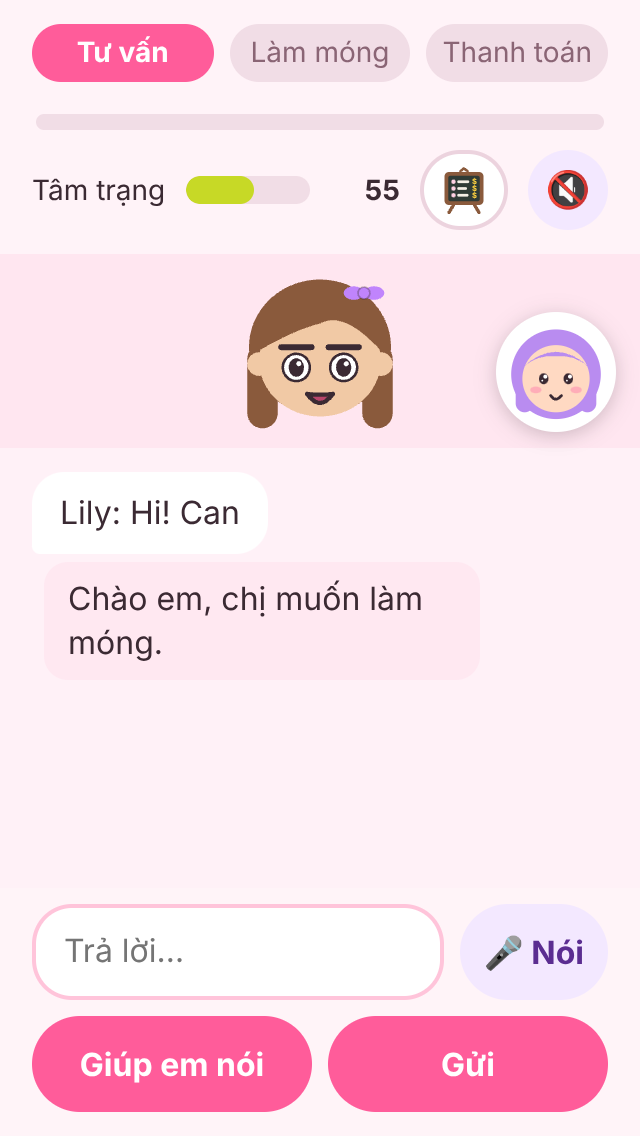 Tư vấn
Làm móng
Thanh toán
Tâm trạng
55
Lily: Hi! Can
Chào em, chị muốn làm
móng.
Trả lời...
Nói
Giúp em nói
Gửi